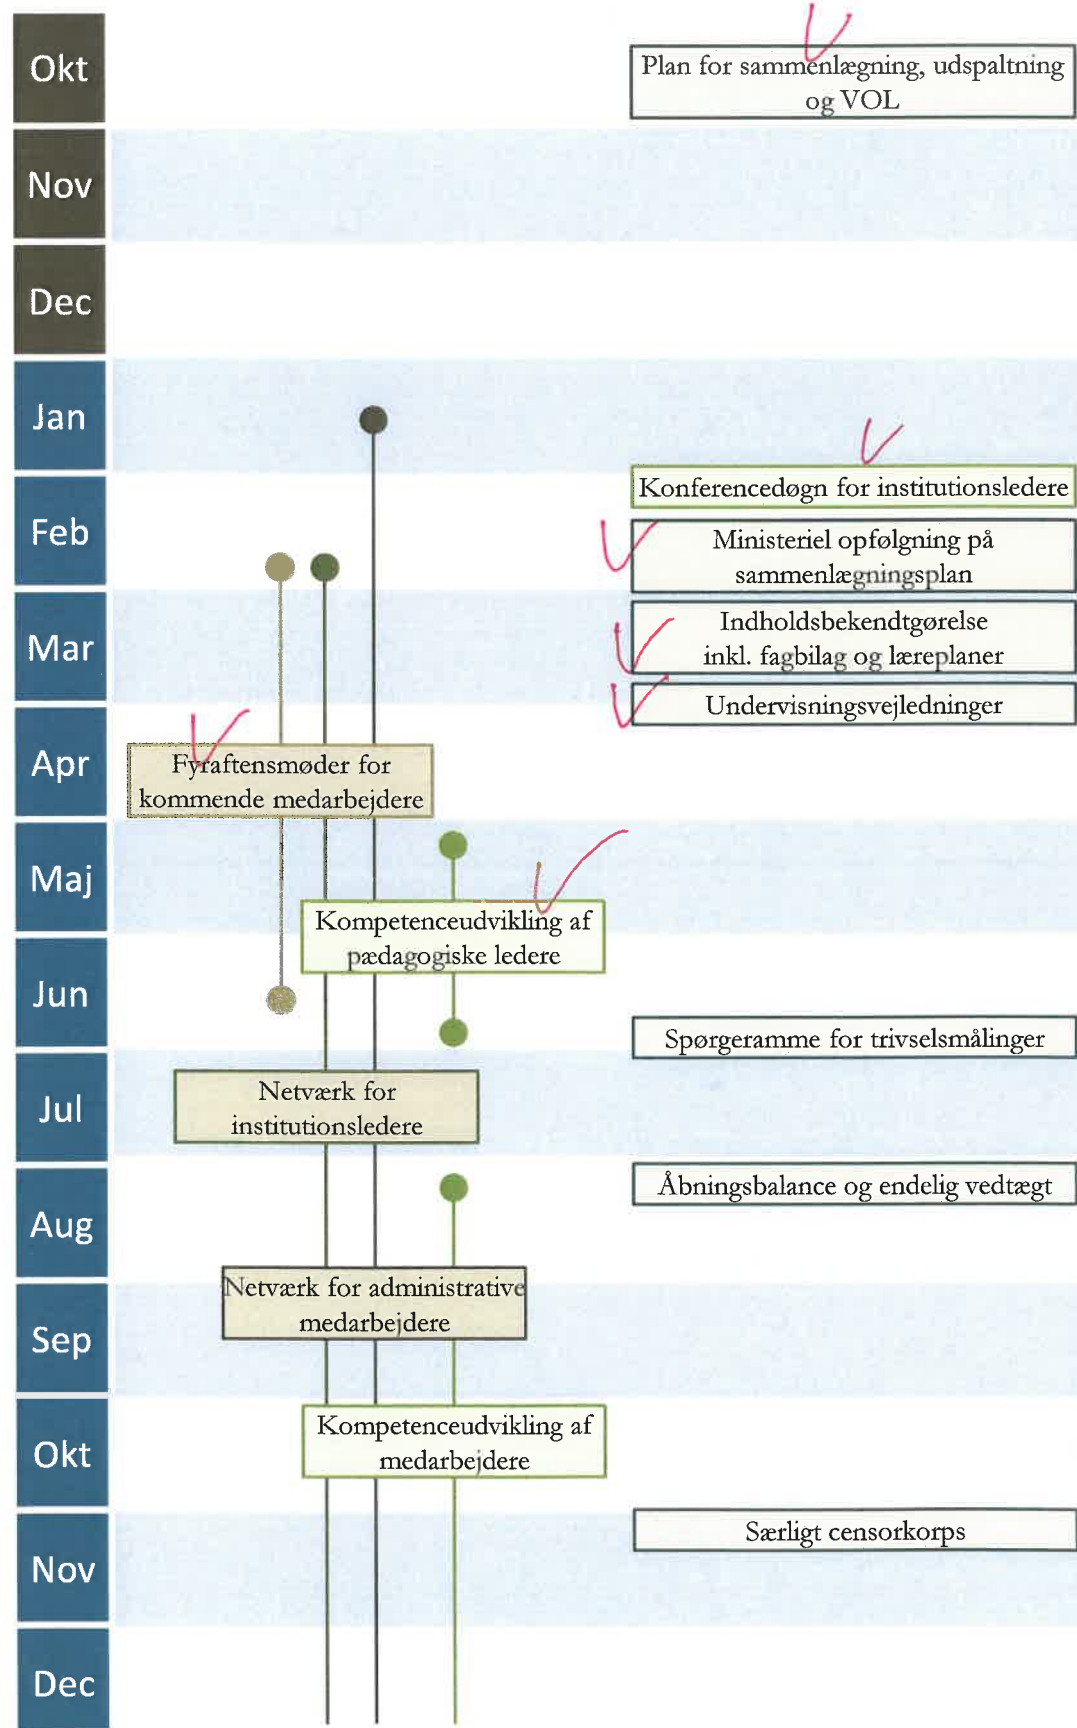 Okt
Plan for sammenlægning, udspaltning
og VOL
Nov
Dec
Jan
Konferencedøgn for institutionsledere
Feb
Ministeriel opfølgning på
sammenlægningsplan
Mar
Indholdsbekendtgørelse
inkl. fagbilag og læreplaner
Undervisningsvejledninger
Apr
Fyraftensmøder for
kommende medarbejdere
Maj
Kompetenceudvikling af
pædagogiske ledere
Jun
Spørgeramme for trivselsmålinger
Jul
Netværk for
institutionsledere
Åbningsbalance og endelig vedtægt
Aug
Netværk for administrative
medarbejdere
Sep
Okt
Kompetenceudvikling af
medarbejdere
Særligt censorkorps
Nov
Dec